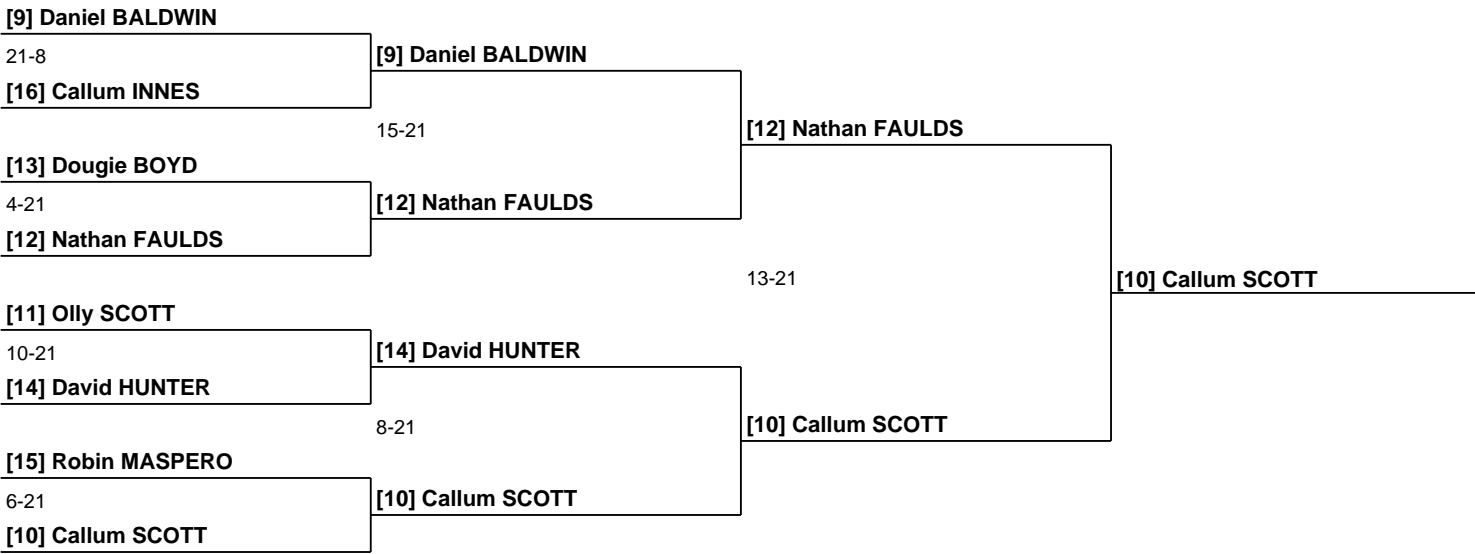 [9] Daniel BALDWIN
21-8
[9] Daniel BALDWIN
[16] Callum INNES
15-21
[12] Nathan FAULDS
[13] Dougie BOYD
4-21
[12] Nathan FAULDS
[12] Nathan FAULDS
13-21
[10] Callum SCOTT
[11] Olly SCOTT
10-21
[14] David HUNTER
[14] David HUNTER
8-21
[10] Callum SCOTT
[15] Robin MASPERO
6-21
[10] Callum SCOTT
[10] Callum SCOTT